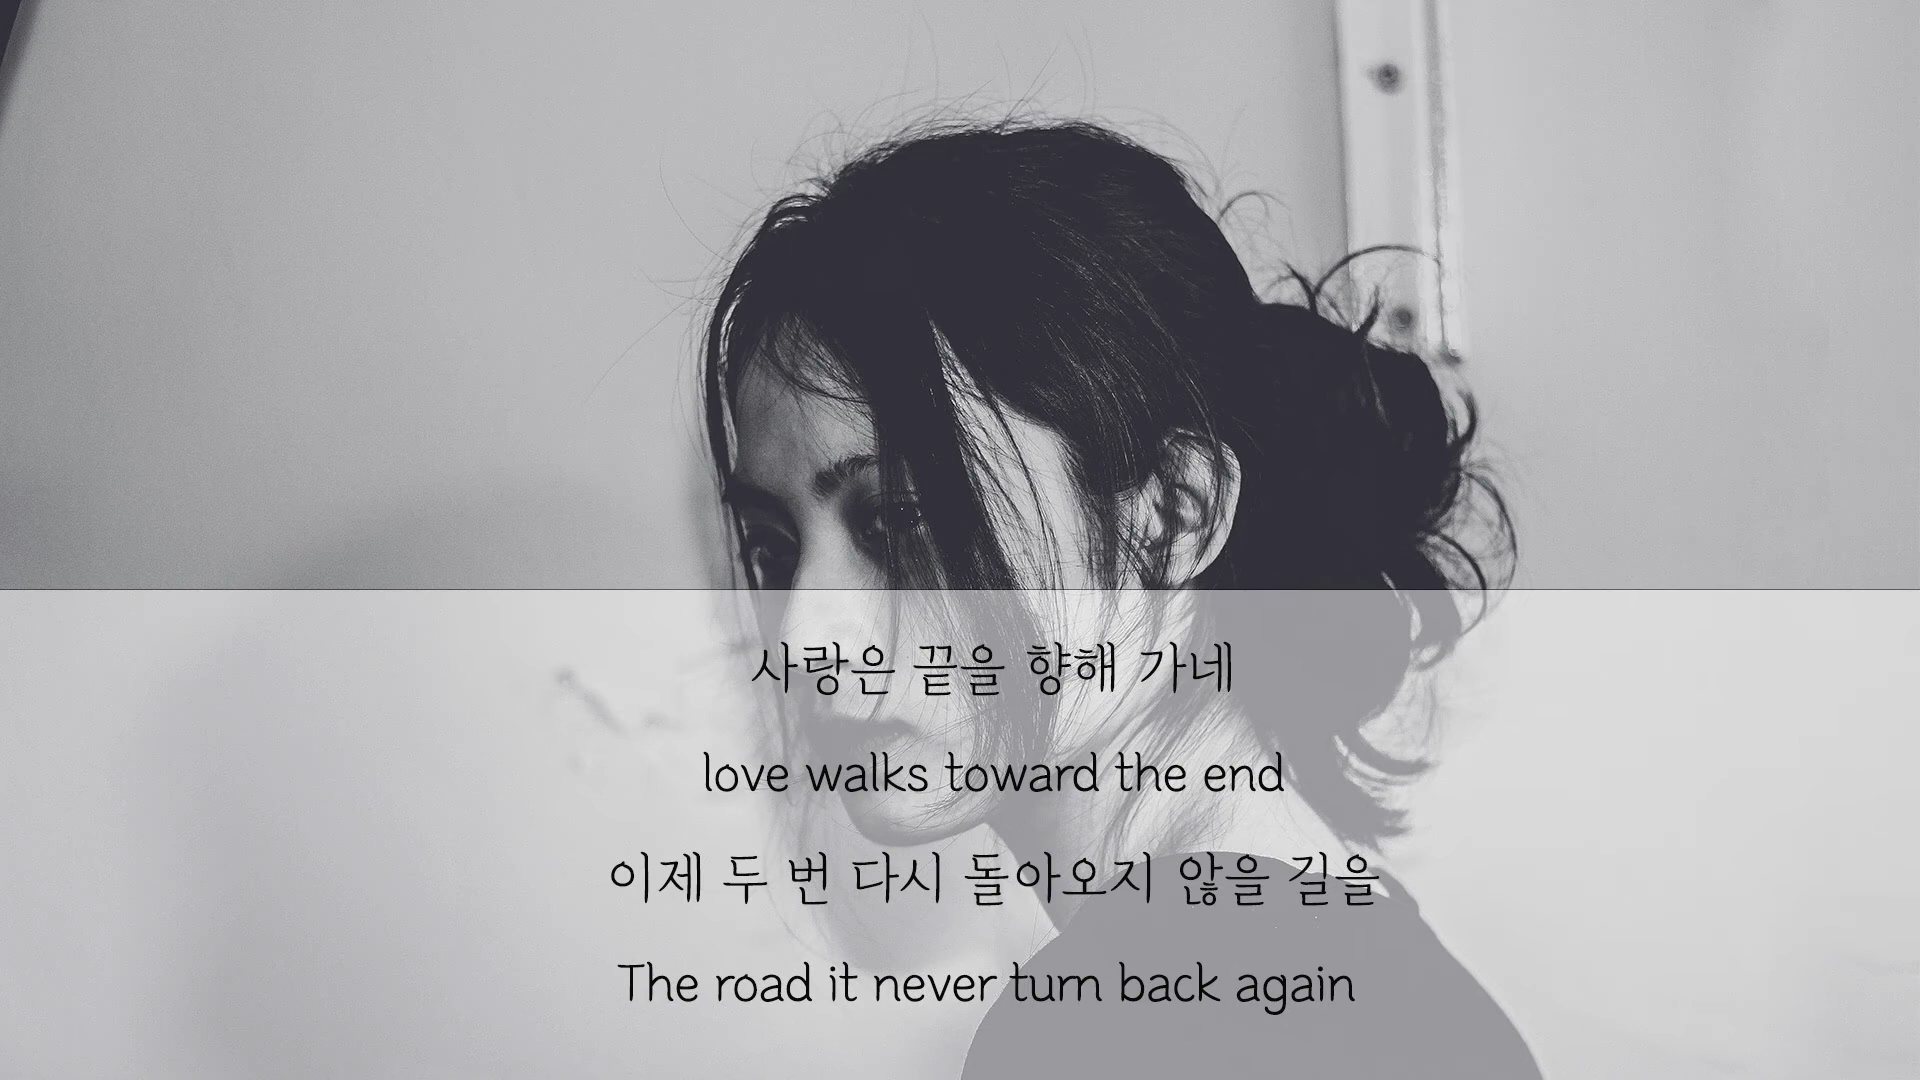 사랑은 끝을 향해 가네
love walks toward the end
이제 두 번 다시 돌아오지 않을 길을
The road it never turn back again